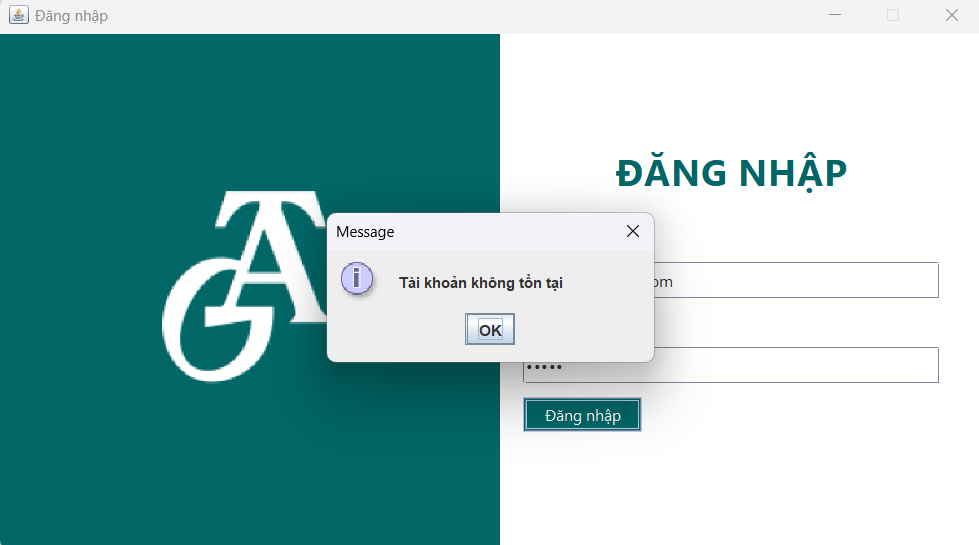 Đăng nhập
ĐĂNG NHẬP
Message
i
Tài khoản không tồn tại
OK
om
•••••
Đăng nhập